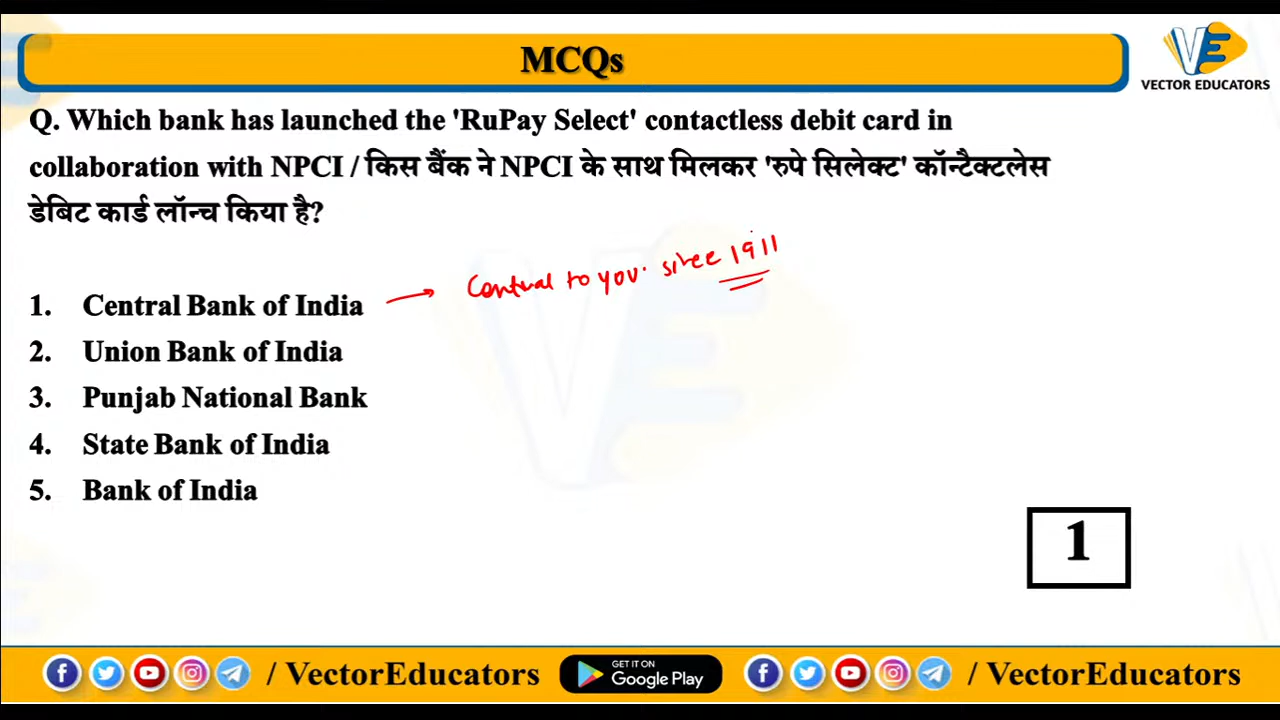 MCQs
VECTOR EDUCATORS
Q. Which bank has launched the 'RuPay Select' contactless debit card in
collaboration with NPCI / किस बैंक ने NPCI के साथ मिलकर 'रुपे सिलेक्ट' कॉन्टैक्टलेस
डेबिट कार्ड लॉन्च किया है?
Central to you. since 1911
1. Central Bank of India
2. Union Bank of India
3. Punjab National Bank
4. State Bank of India
5. Bank of India
1
/ VectorEducators GET IT ON Google Play / VectorEducators